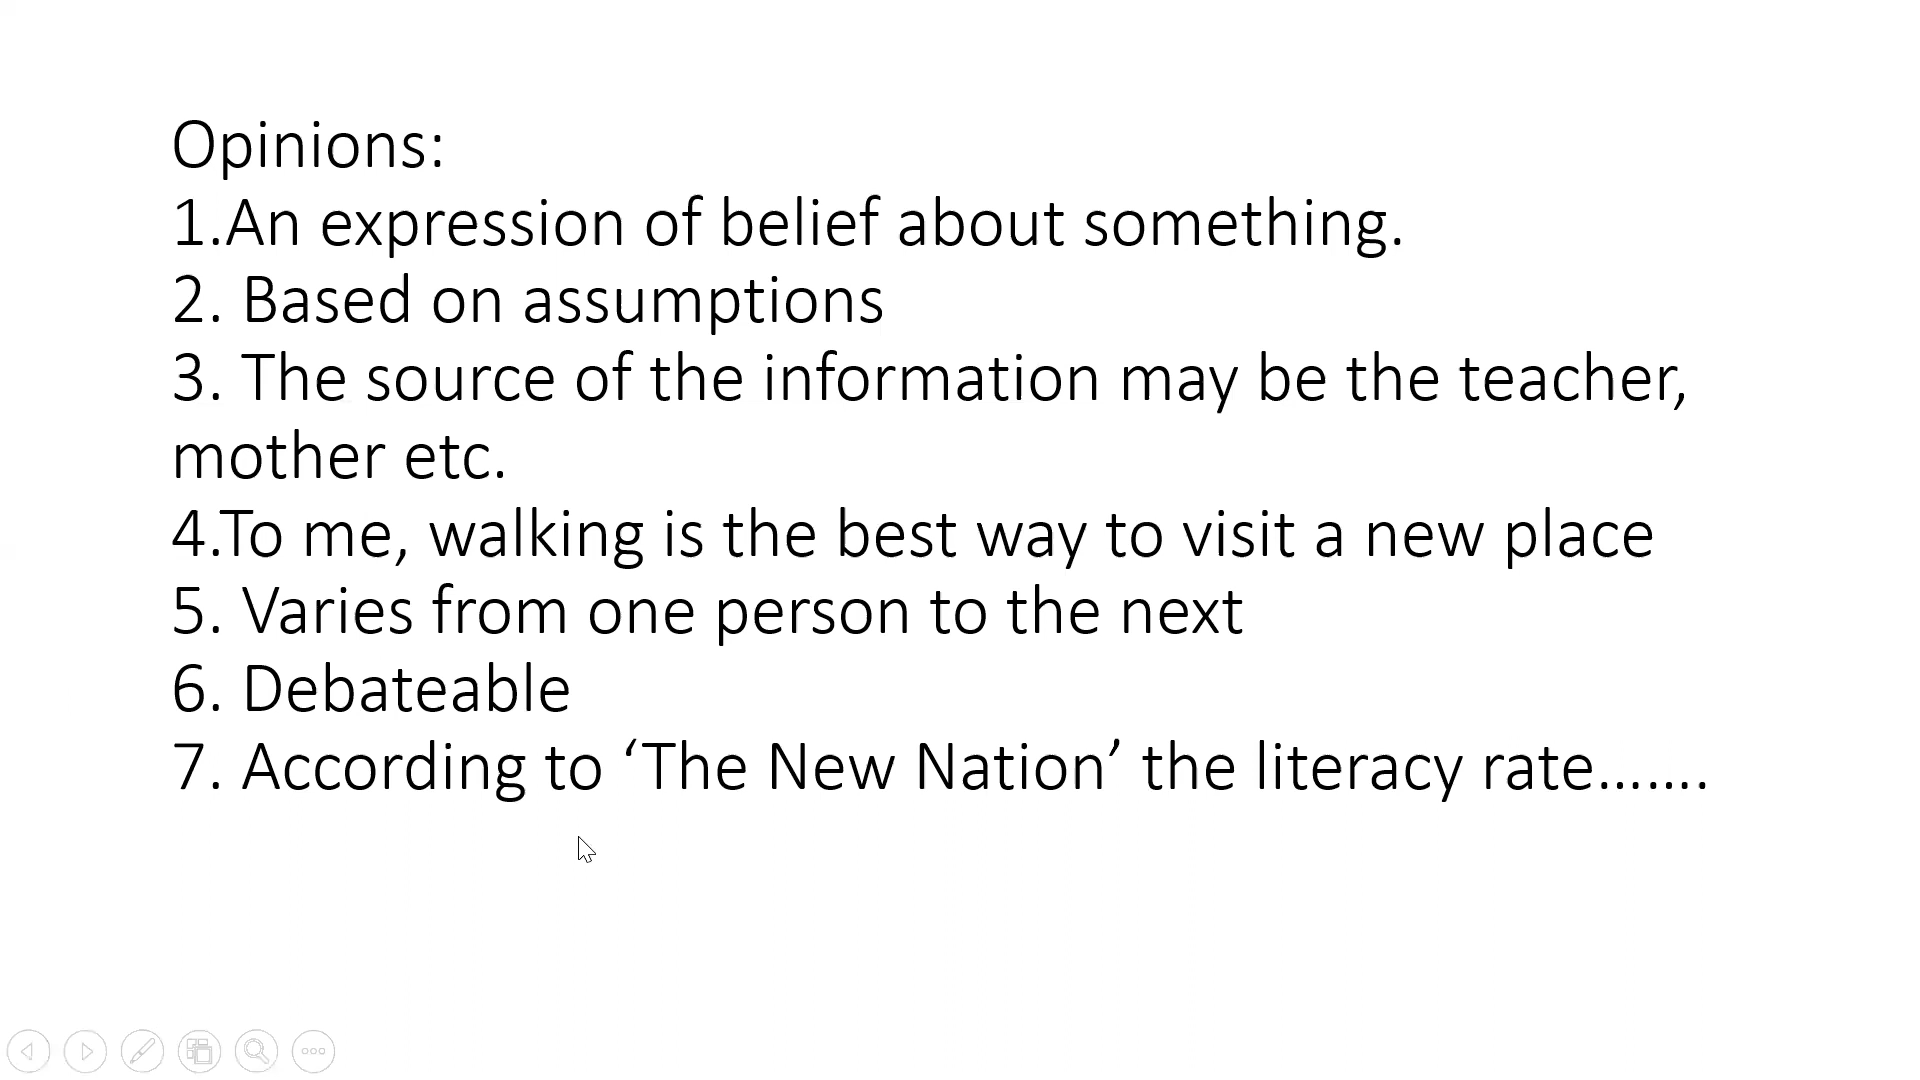 Opinions:
1.An expression of belief about something.
2. Based on assumptions
3. The source of the information may be the teacher,
mother etc.
4.To me, walking is the best way to visit a new place
5. Varies from one person to the next
6. Debateable
7. According to ‘The New Nation’ the literacy rate…….